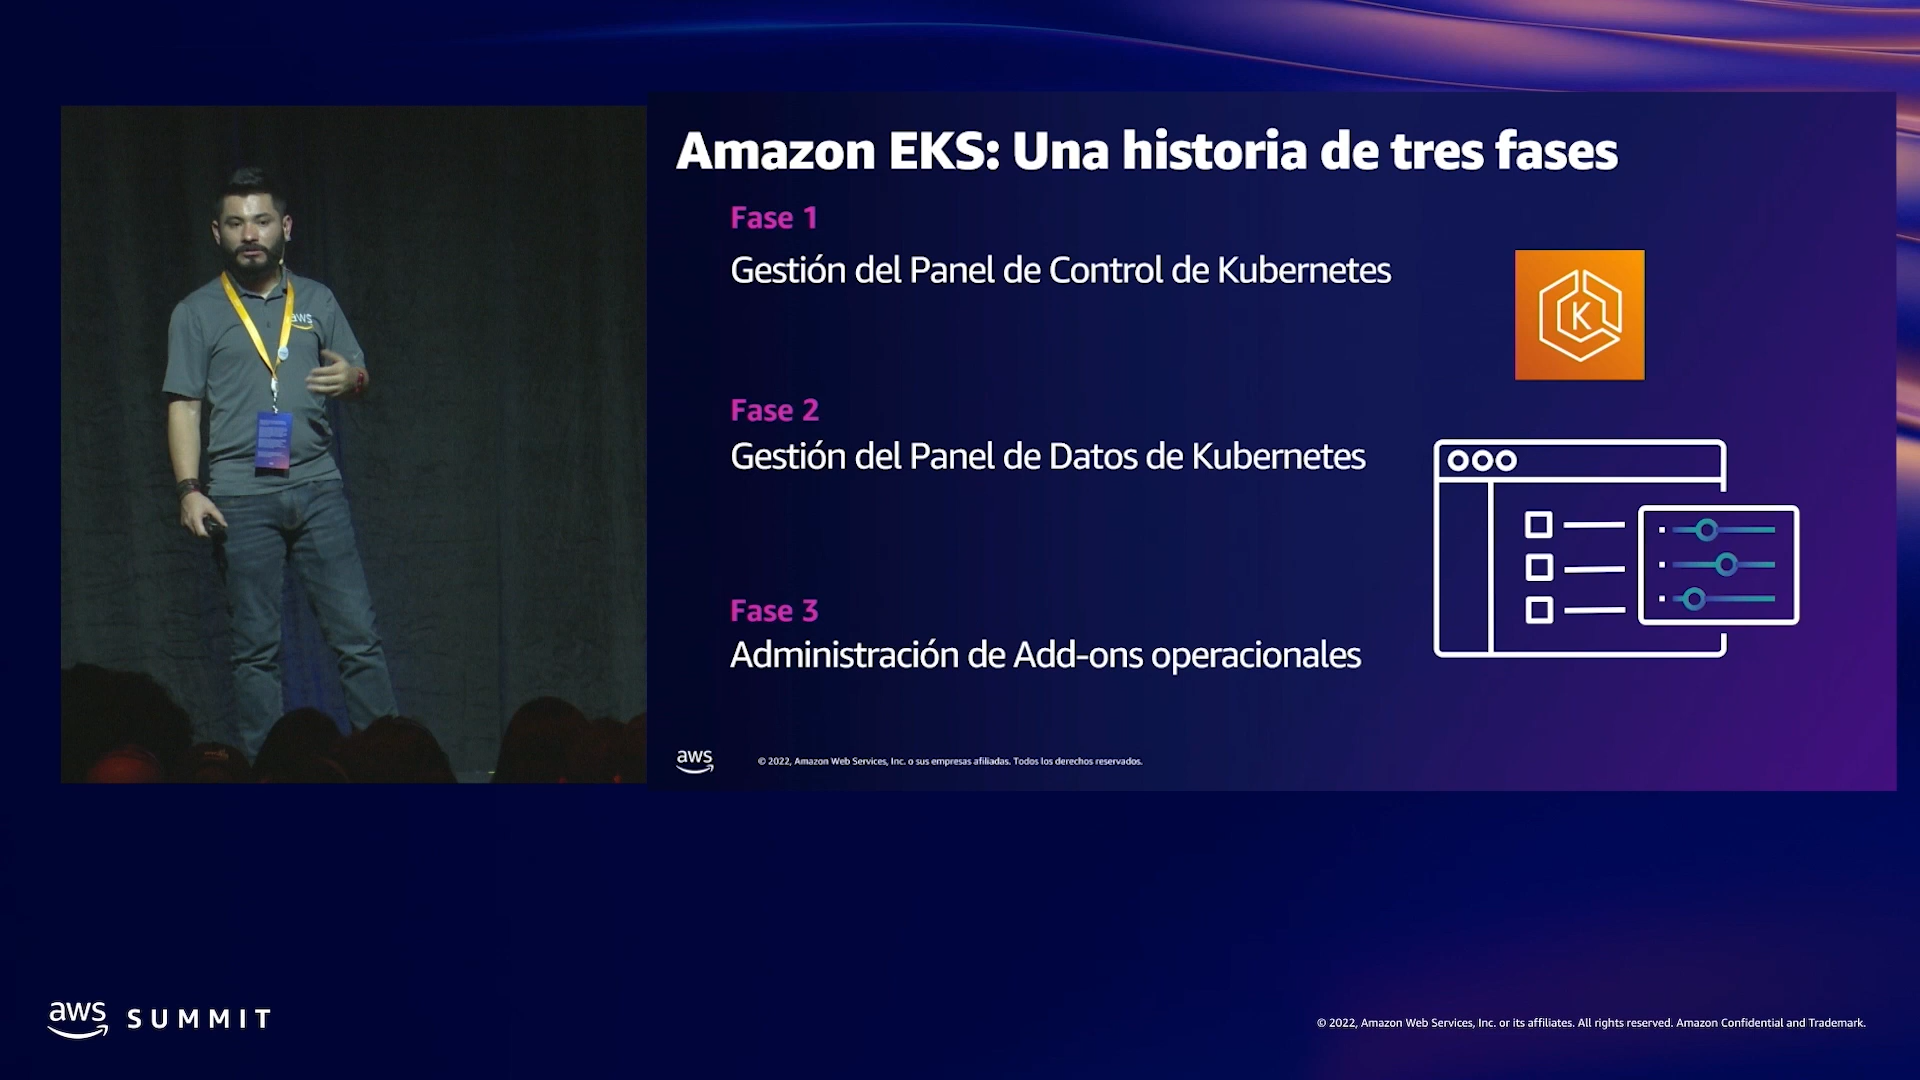 Amazon EKS: Una historia de tres fases
Fase 1
Gestión del Panel de Control de Kubernetes
K
Fase 2
Gestión del Panel de Datos de Kubernetes
Fase 3
Administración de Add-ons operacionales
aws
© 2022, Amazon Web Services, Inc. o sus empresas afiliadas. Todos los derechos reservados.
aws
aws SUMMIT
© 2022, Amazon Web Services, Inc. or its affiliates. All rights reserved. Amazon Confidential and Trademark.